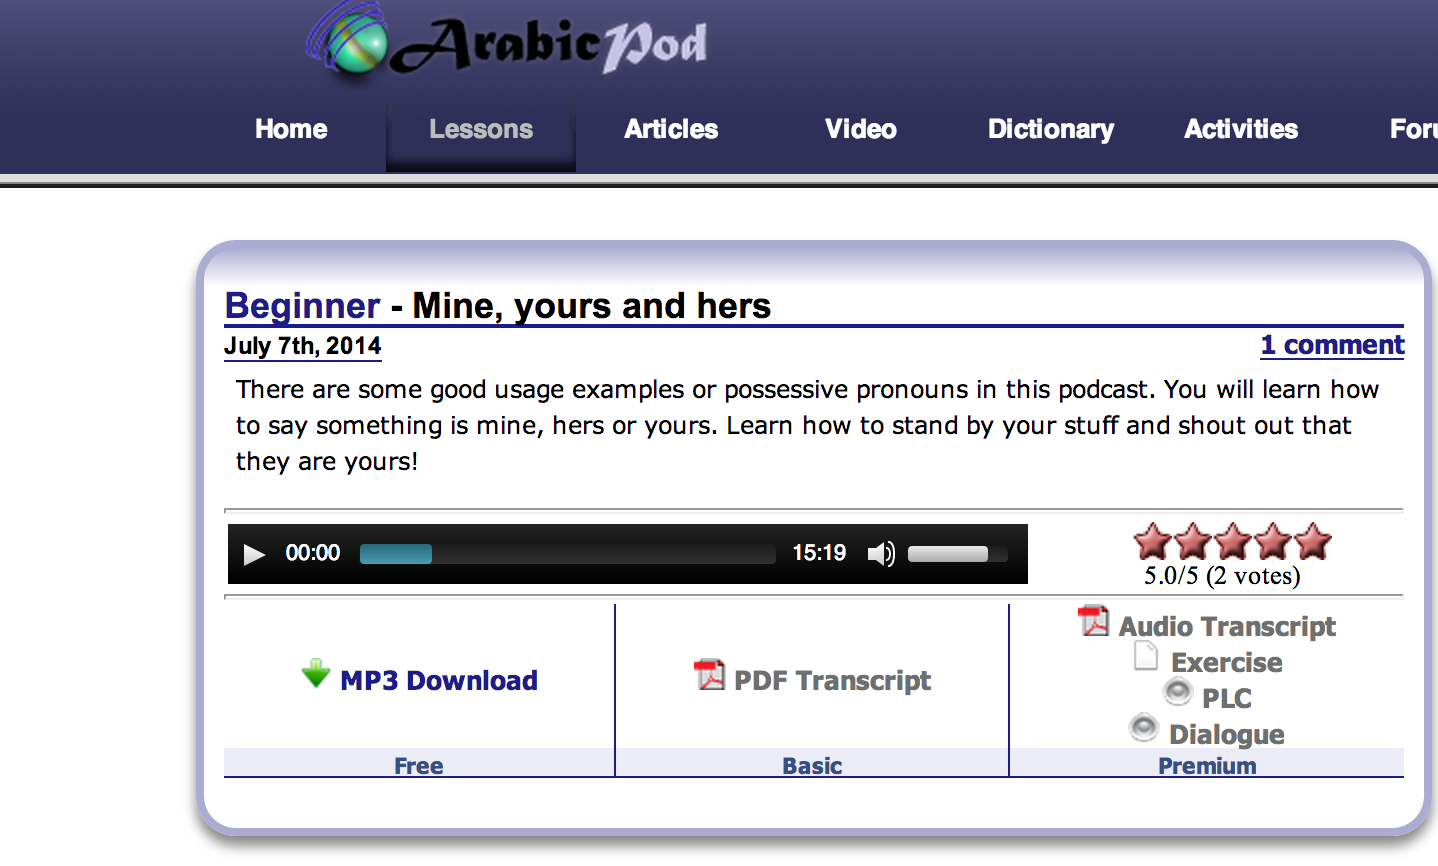 ArabicPod
Home Lessons Articles Video Dictionary Activities
Beginner - Mine, yours and hers
July 7th, 2014 1 comment
There are some good usage examples or possessive pronouns in this podcast. You will learn how
to say something is mine, hers or yours. Learn how to stand by your stuff and shout out that
they are yours!
00:00 15:19
5.0/5 (2 votes)
MP3 Download
Free
PDF Transcript
Basic
Audio Transcript
Exercise
PLC
Dialogue
Premium